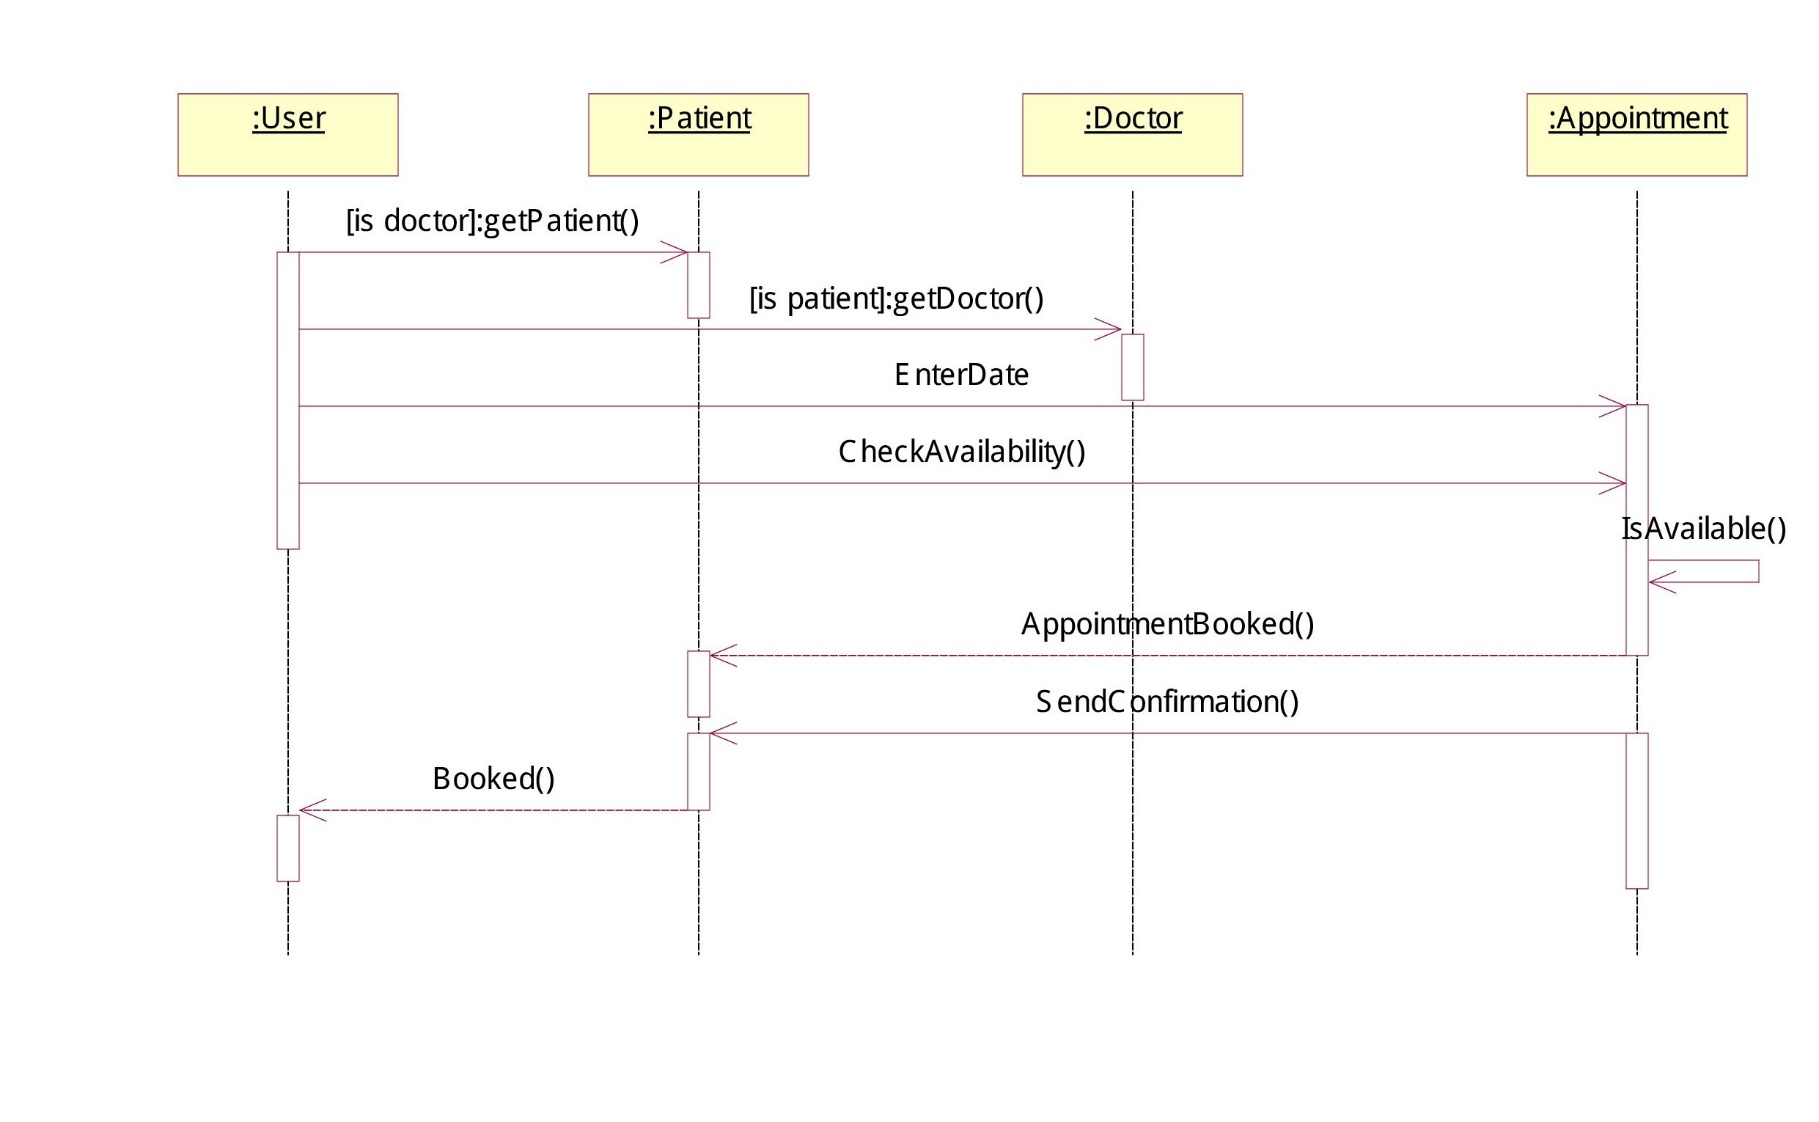 :User
:Patient
:Doctor
:Appointment
[is doctor]:getPatient()
[is patient]:getDoctor()
EnterDate
CheckAvailability()
IsAvailable()
AppointmentBooked()
SendConfirmation()
Booked()